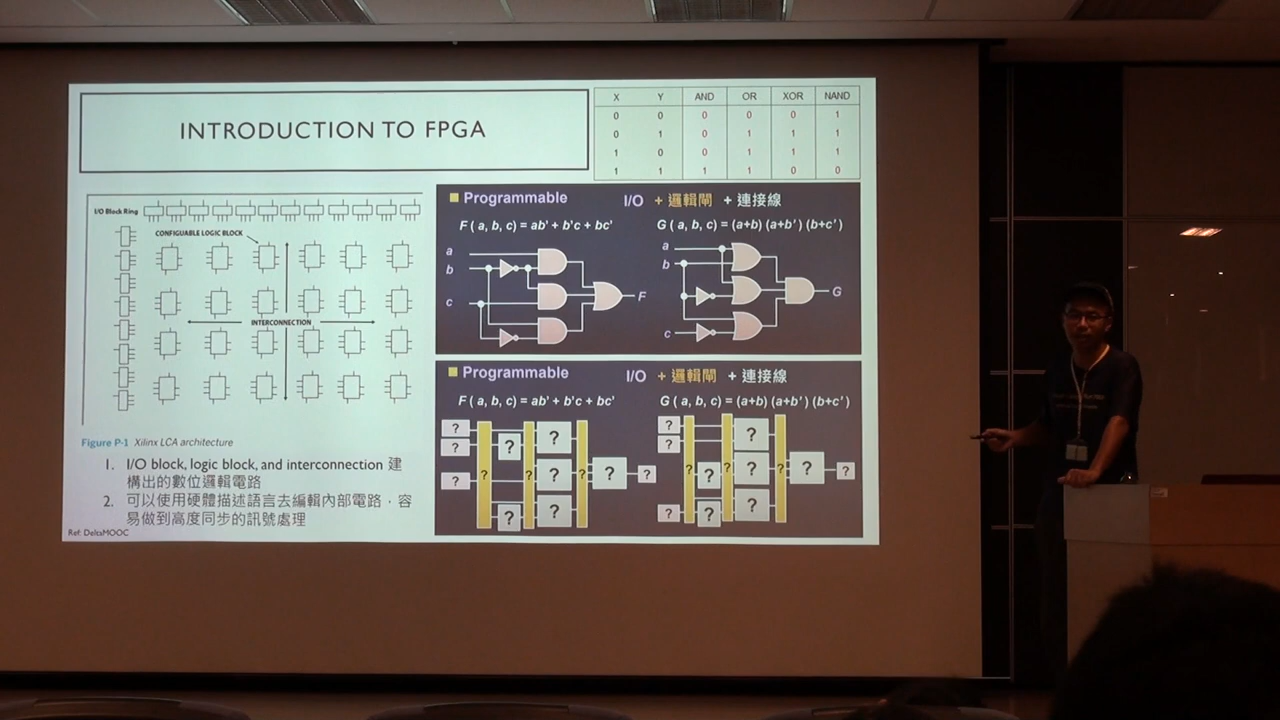 INTRODUCTION TO FPGA
X Y AND OR XOR NAND
0 0 0 0 0 1
0 1 0 1 1 1
1 0 0 1 1 1
1 1 1 1 0 0
I/O Block Ring
CONFIGUABLE LOGIC BLOCK
INTERCONNECTION
Figure P-1 Xilinx LCA architecture
1. I/O block, logic block, and interconnection 建
構出的數位邏輯電路
2. 可以使用硬體描述語言去編輯內部電路，容
易做到高度同步的訊號處理
Ref: DeltaMOOC
Programmable I/O + 邏輯閘 + 連接線
F ( a, b, c) = ab' + b'c + bc'
a
b
c
F
G ( a, b, c) = (a+b) (a+b' ) (b+c' )
a
b
c
G
Programmable I/O + 邏輯閘 + 連接線
F ( a, b, c) = ab' + b'c + bc'
? ? ? ? ? ? ? ? ? ? ? ? ?
G ( a, b, c) = (a+b) (a+b' ) (b+c' )
? ? ? ? ? ? ? ? ? ? ? ? ?